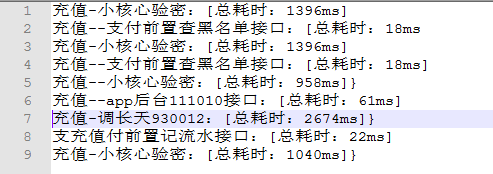 1 充值-小核心验密：[总耗时：1396ms]
2 充值--支付前置查黑名单接口：[总耗时：18ms
3 充值-小核心验密：[总耗时：1396ms]
4 充值--支付前置查黑名单接口：[总耗时：18ms]
5 充值--小核心验密：[总耗时：958ms]}
6 充值--app后台111010接口：[总耗时：61ms]
7 充值-调长天930012：[总耗时：2674ms]}
8 支充值付前置记流水接口：[总耗时：22ms]
9 充值-小核心验密：[总耗时：1040ms]}